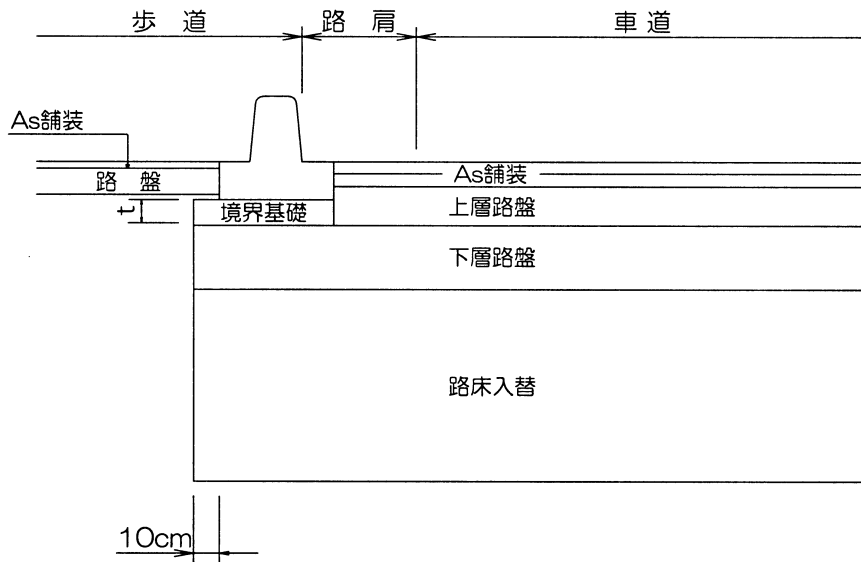 歩道 路肩 車道
As舗装
As舗装
路盤
t
境界基礎
上層路盤
下層路盤
路床入替
10cm